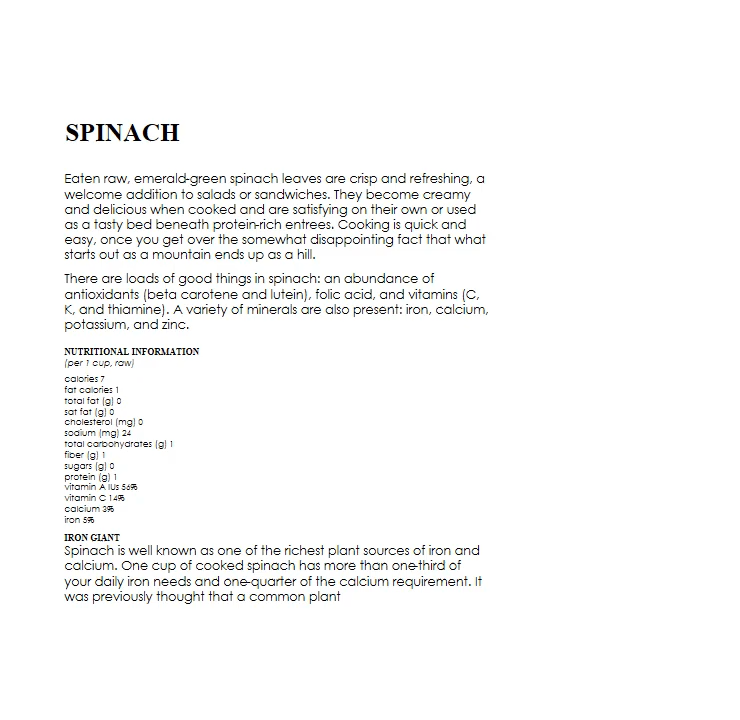 SPINACH
Eaten raw, emerald-green spinach leaves are crisp and refreshing, a
welcome addition to salads or sandwiches. They become creamy
and delicious when cooked and are satisfying on their own or used
as a tasty bed beneath protein-rich entrees. Cooking is quick and
easy, once you get over the somewhat disappointing fact that what
starts out as a mountain ends up as a hill.
There are loads of good things in spinach: an abundance of
antioxidants (beta carotene and lutein), folic acid, and vitamins (C,
K, and thiamine). A variety of minerals are also present: iron, calcium,
potassium, and zinc.
NUTRITIONAL INFORMATION
(per 1 cup, raw)
calories 7
fat calories 1
total fat (g) 0
sat fat (g) 0
cholesterol (mg) 0
sodium (mg) 24
total carbohydrates (g) 1
fiber (g) 1
sugars (g) 0
protein (g) 1
vitamin A IUs 56%
vitamin C 14%
calcium 3%
iron 5%
IRON GIANT
Spinach is well known as one of the richest plant sources of iron and
calcium. One cup of cooked spinach has more than one-third of
your daily iron needs and one-quarter of the calcium requirement. It
was previously thought that a common plant